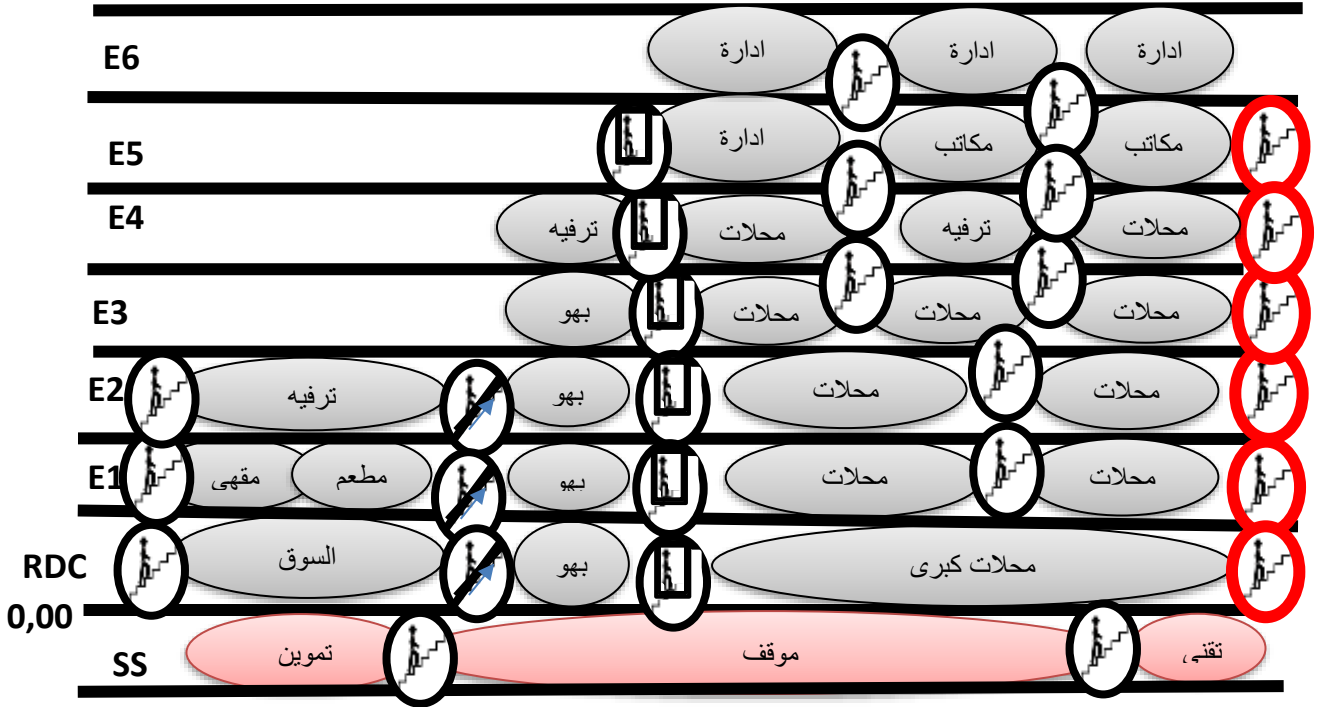 E6 ادارة ادارة ادارة
E5 ادارة مكاتب مكاتب
E4 ترفيه محلات ترفيه محلات
E3 بهو محلات محلات محلات
E2 ترفيه بهو محلات محلات
E1 مقهى مطعم بهو محلات محلات
RDC السوق بهو محلات كبرى
0,00
SS تموين موقف تقني